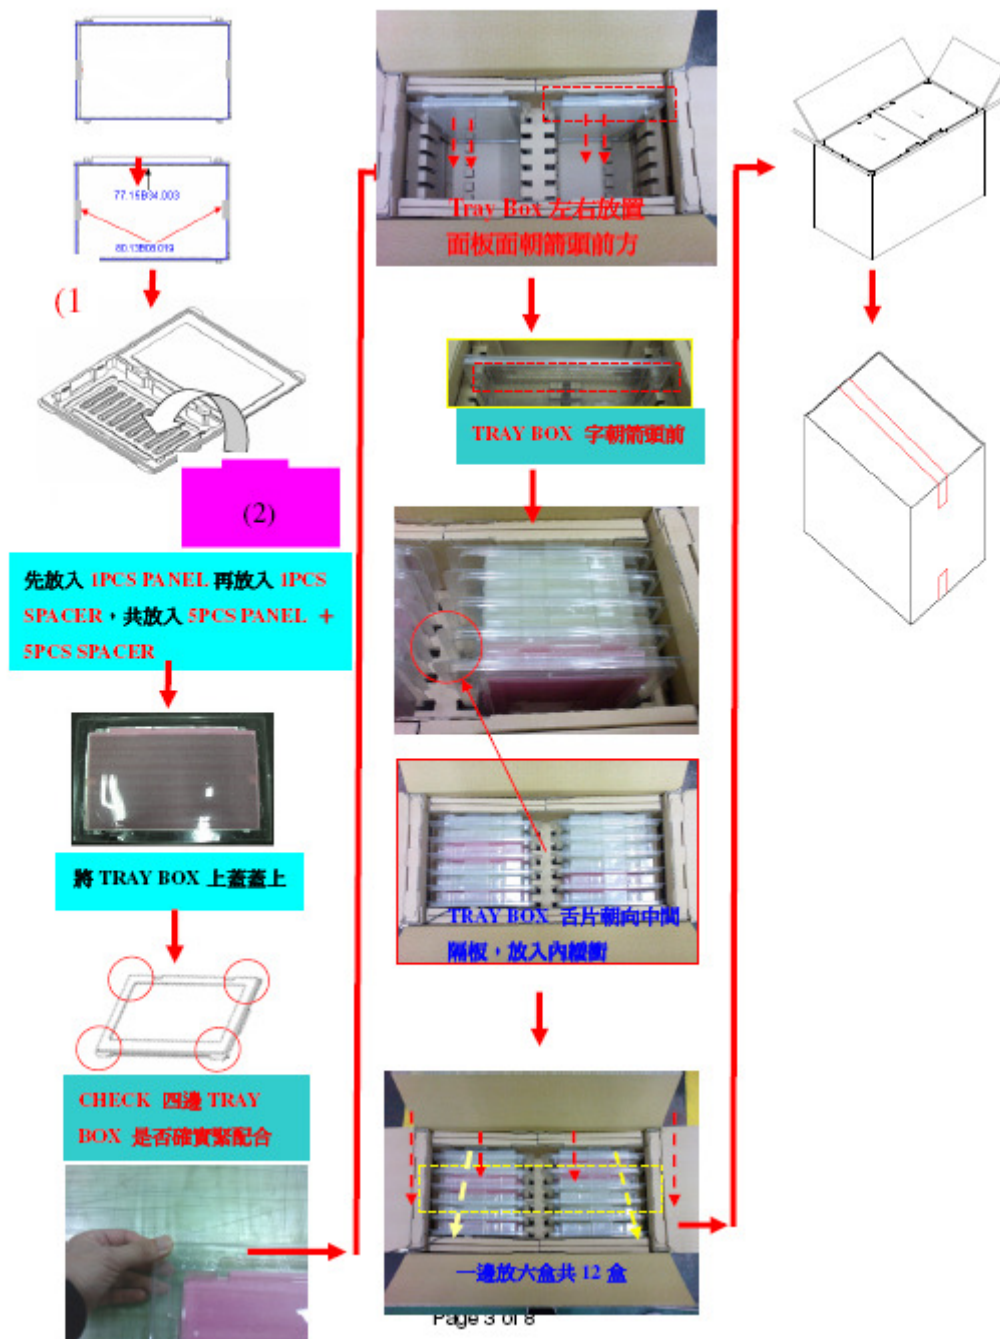 77.15B34.003
80.13B08.019
(1
(2)
先放入 1PCS PANEL 再放入 1PCS
SPACER，共放入 5PCS PANEL ＋
5PCS SPACER
將 TRAY BOX 上蓋蓋上
CHECK 四邊 TRAY
BOX 是否確實緊配合
Tray Box 左右放置
面板面朝箭頭前方
TRAY BOX 字朝箭頭前
TRAY BOX 舌片朝向中間
隔板，放入內緩衝
一邊放六盒共 12 盒
Page 3 of 8